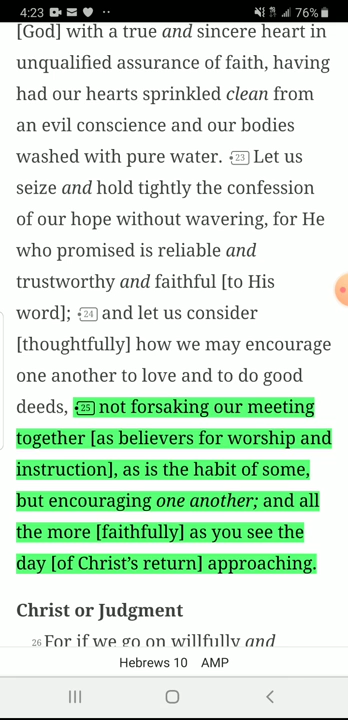 4:23 76%
[God] with a true and sincere heart in
unqualified assurance of faith, having
had our hearts sprinkled clean from
an evil conscience and our bodies
washed with pure water. 23 Let us
seize and hold tightly the confession
of our hope without wavering, for He
who promised is reliable and
trustworthy and faithful [to His
word]; 24 and let us consider
[thoughtfully] how we may encourage
one another to love and to do good
deeds, 25 not forsaking our meeting
together [as believers for worship and
instruction], as is the habit of some,
but encouraging one another; and all
the more [faithfully] as you see the
day [of Christ’s return] approaching.
Christ or Judgment
26 For if we go on willfully and
Hebrews 10 AMP